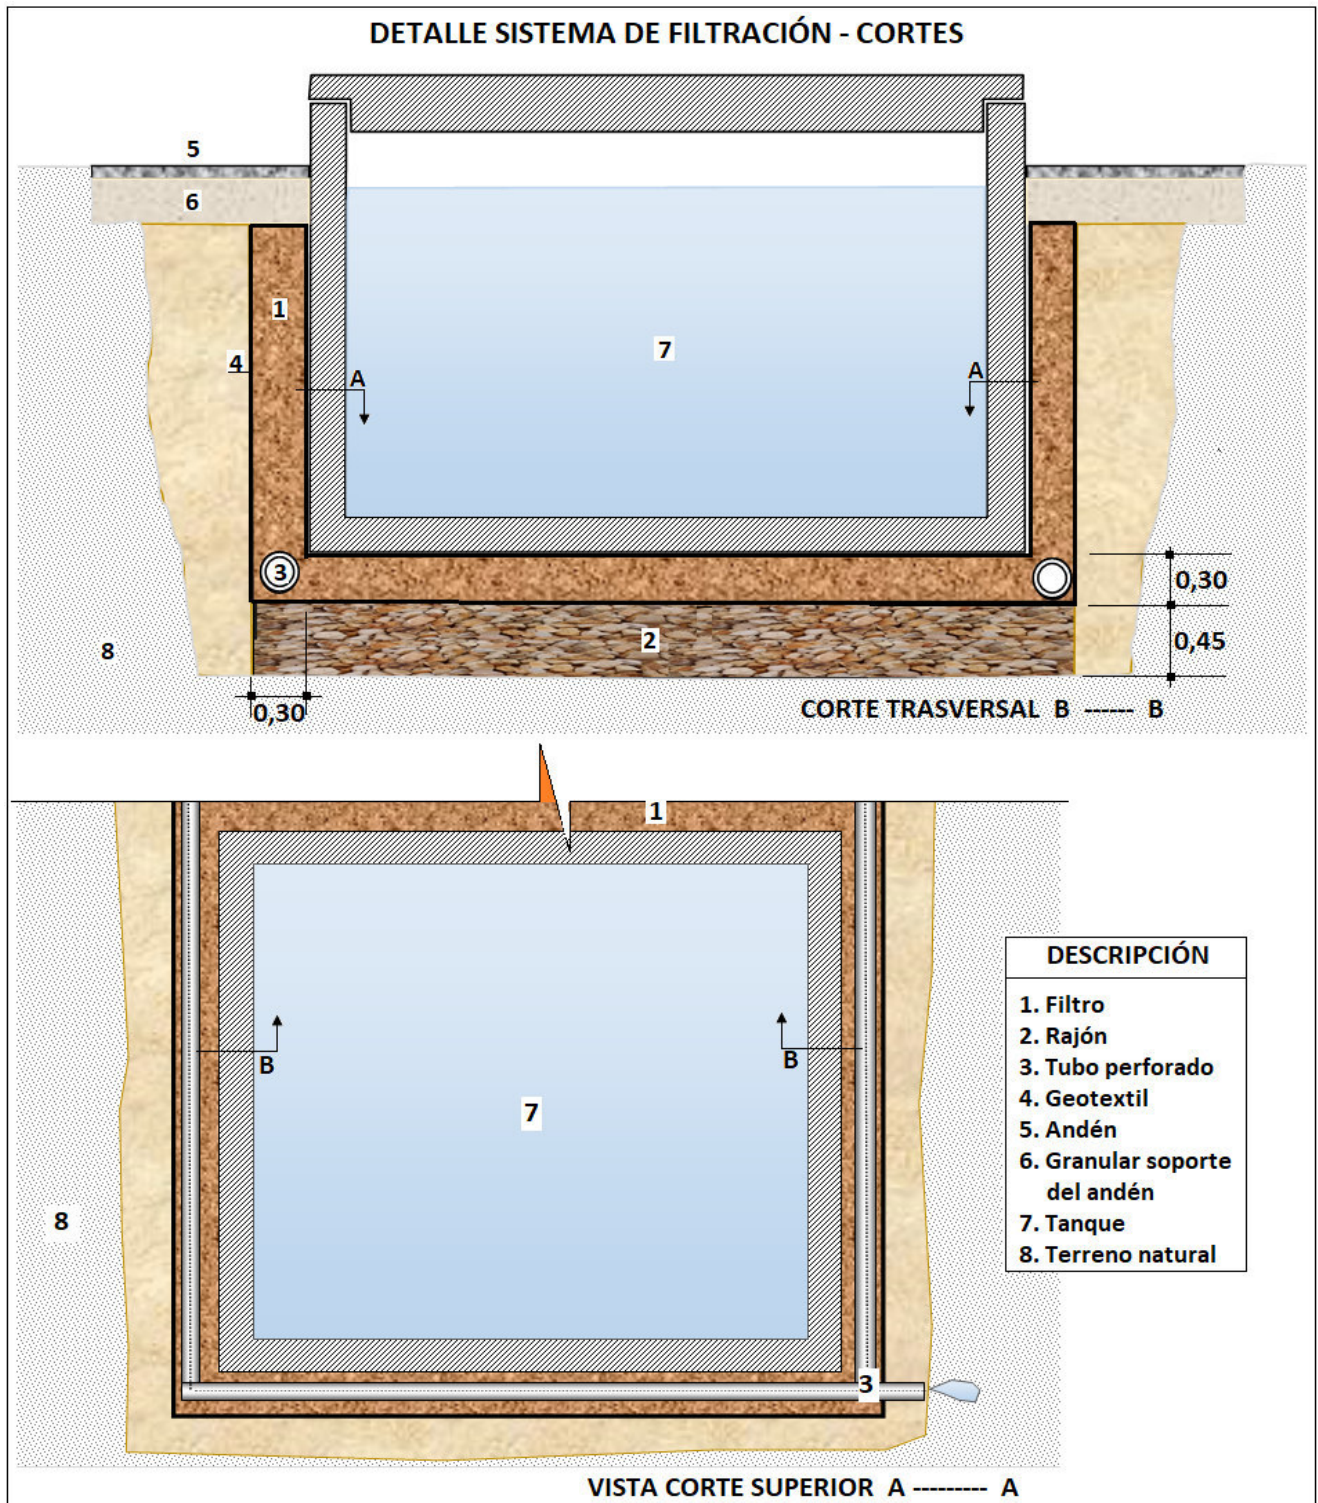 DETALLE SISTEMA DE FILTRACIÓN - CORTES
5
6
1
4
A
A
7
3
0,30
2
0,45
8
0,30
CORTE TRASVERSAL B ------ B
1
B
B
7
8
3
DESCRIPCIÓN
1. Filtro
2. Rajón
3. Tubo perforado
4. Geotextil
5. Andén
6. Granular soporte
del andén
7. Tanque
8. Terreno natural
VISTA CORTE SUPERIOR A --------- A